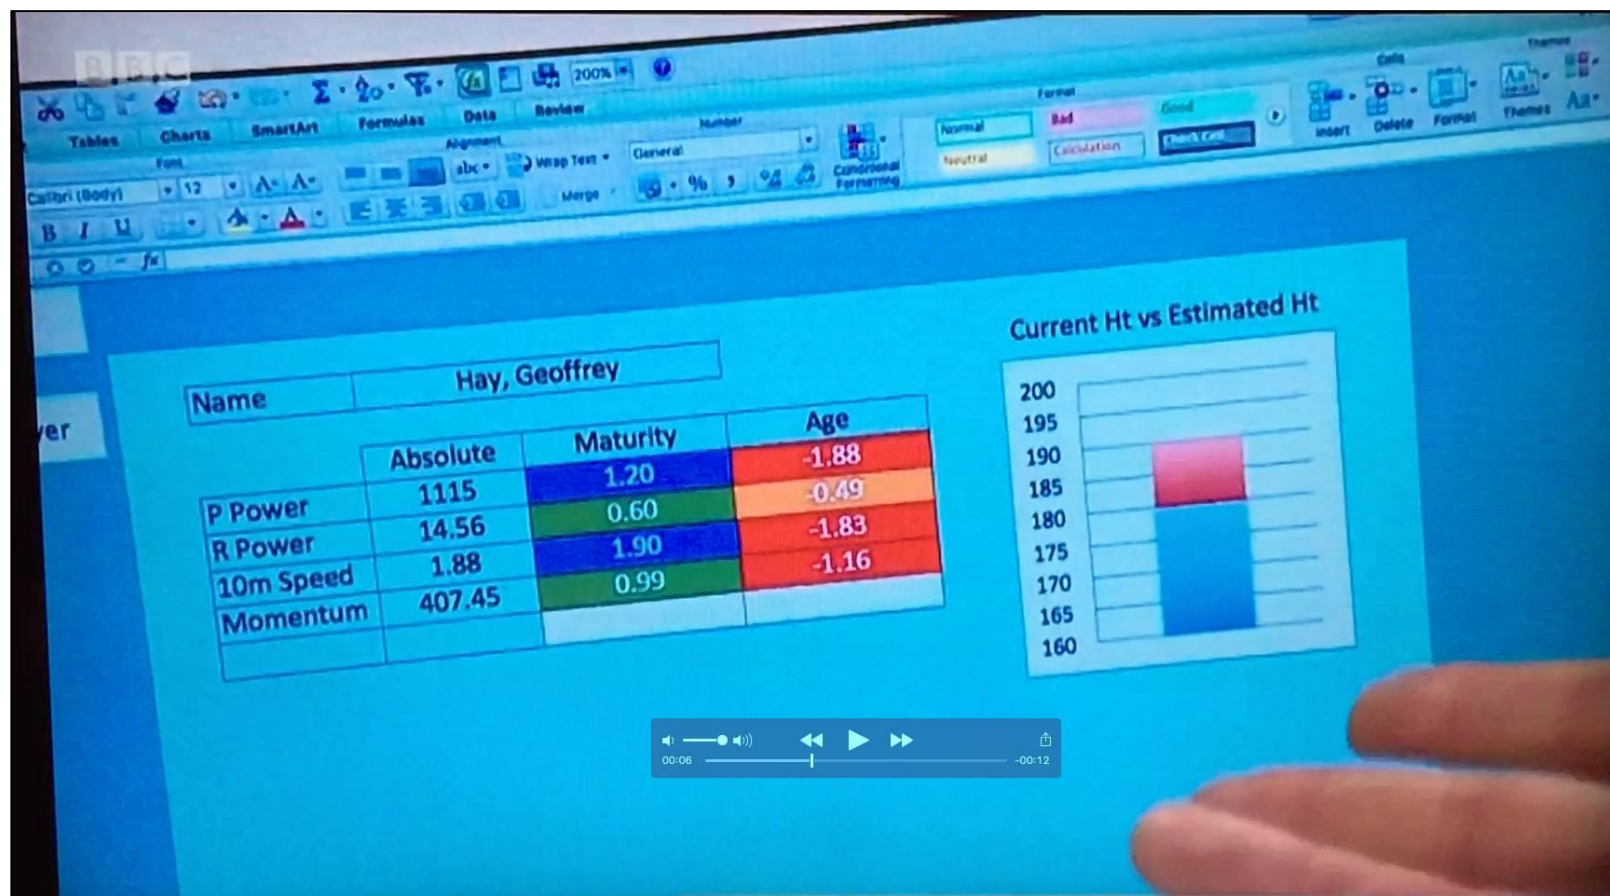 BBC
200%
Tables Charts SmartArt Formulas Data Review
Font Alignment Number Format Cells Themes
Calibri (Body) 12 abc Wrap Text General Conditional Formatting Normal Bad Good Insert Delete Format Themes Aa
B I U Merge % Neutral Calculation Check Cell
fx
Current Ht vs Estimated Ht
Name Hay, Geoffrey
yer
Absolute Maturity Age
P Power 1115 1.20 -1.88
R Power 14.56 0.60 -0.49
10m Speed 1.88 1.90 -1.83
Momentum 407.45 0.99 -1.16
200
195
190
185
180
175
170
165
160
00:06 -00:12